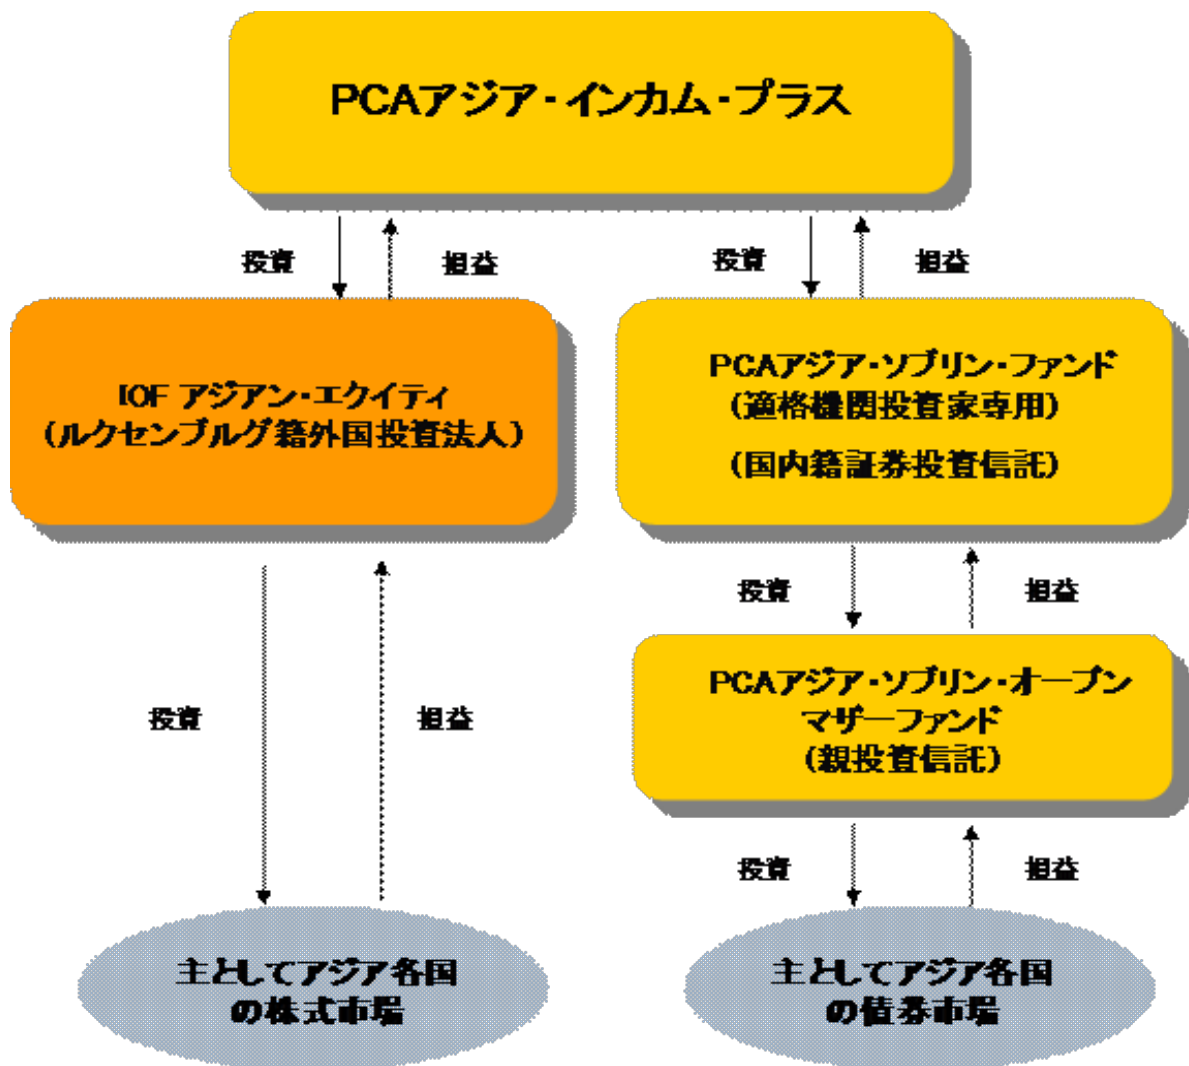 PCAアジア・インカム・プラス
投資
損益
投資
損益
IOF アジアン・エクイティ
(ルクセンブルグ籍外国投資法人)
PCAアジア・ソブリン・ファンド
(適格機関投資家専用)
(国内籍証券投資信託)
投資
損益
PCAアジア・ソブリン・オープン
マザーファンド
(親投資信託)
投資
損益
投資
損益
主としてアジア各国
の株式市場
主としてアジア各国
の債券市場